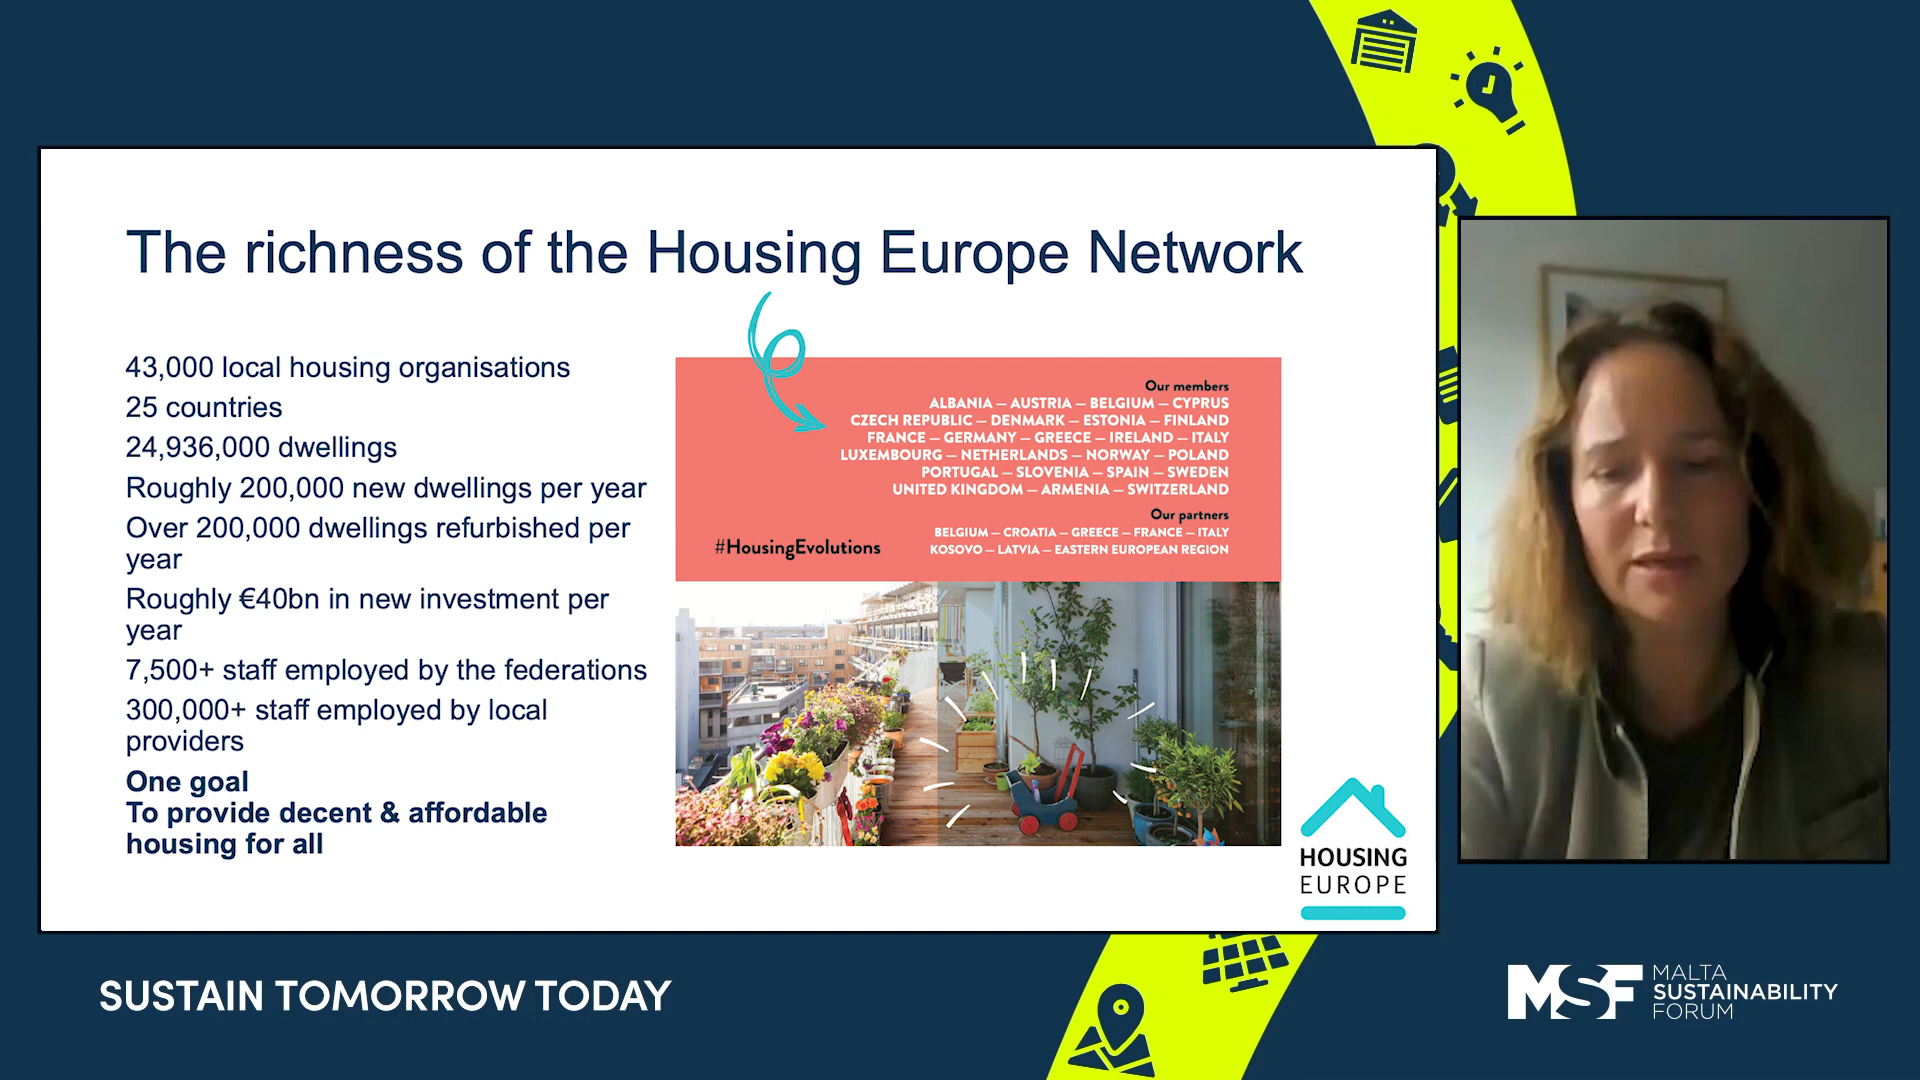 The richness of the Housing Europe Network
43,000 local housing organisations
25 countries
24,936,000 dwellings
Roughly 200,000 new dwellings per year
Over 200,000 dwellings refurbished per
year
Roughly €40bn in new investment per
year
7,500+ staff employed by the federations
300,000+ staff employed by local
providers
One goal
To provide decent & affordable
housing for all
Our members
ALBANIA – AUSTRIA – BELGIUM – CYPRUS
CZECH REPUBLIC – DENMARK – ESTONIA – FINLAND
FRANCE – GERMANY – GREECE – IRELAND – ITALY
LUXEMBOURG – NETHERLANDS – NORWAY – POLAND
PORTUGAL – SLOVENIA – SPAIN – SWEDEN
UNITED KINGDOM – ARMENIA – SWITZERLAND
Our partners
BELGIUM – CROATIA – GREECE – FRANCE – ITALY
KOSOVO – LATVIA – EASTERN EUROPEAN REGION
#HousingEvolutions
HOUSING
EUROPE
SUSTAIN TOMORROW TODAY
MSF
MALTA
SUSTAINABILITY
FORUM